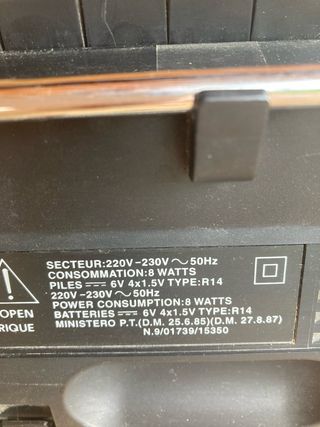 SECTEUR:220V–230V ~ 50Hz
CONSOMMATION:8 WATTS
PILES ⎓ 6V 4x1.5V TYPE:R14
220V–230V ~ 50Hz
POWER CONSUMPTION:8 WATTS
BATTERIES ⎓ 6V 4x1.5V TYPE:R14
MINISTERO P.T.(D.M. 25.6.85)(D.M. 27.8.87)
N.9/01739/15350
OPEN
RIQUE